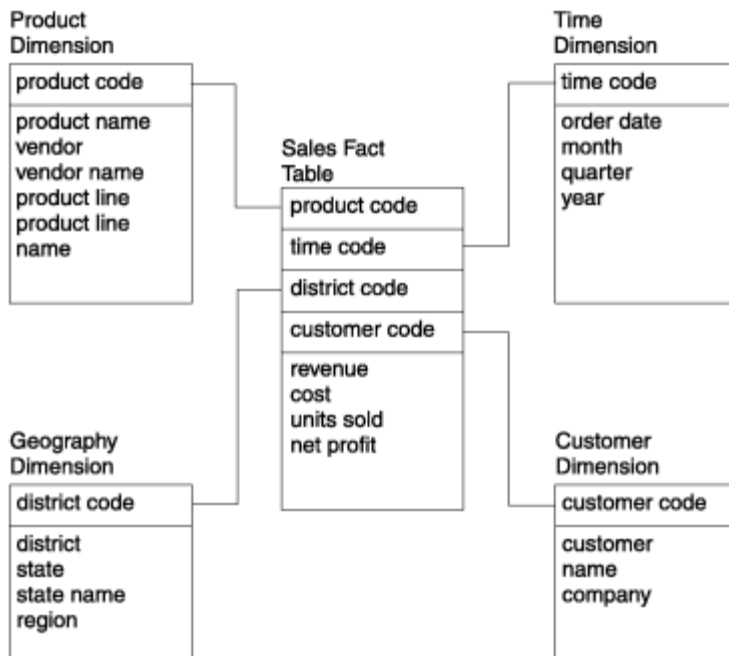 Product
Dimension
product code
product name
vendor
vendor name
product line
product line
name
Time
Dimension
time code
order date
month
quarter
year
Sales Fact
Table
product code
time code
district code
customer code
revenue
cost
units sold
net profit
Geography
Dimension
district code
district
state
state name
region
Customer
Dimension
customer code
customer
name
company